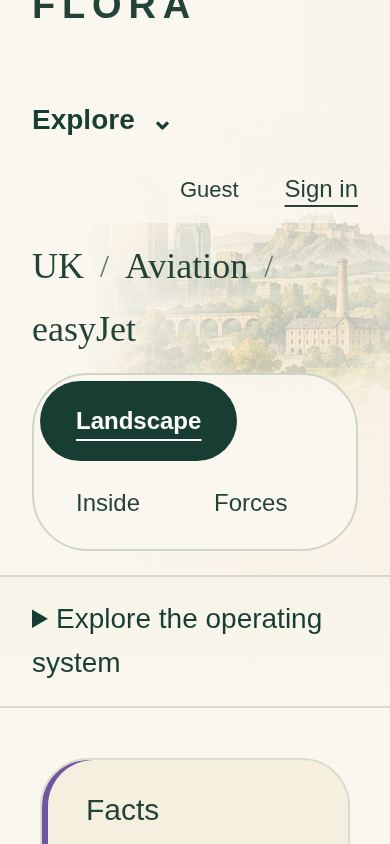 FLORA
Explore
Guest Sign in
UK / Aviation /
easyJet
Landscape
Inside Forces
Explore the operating
system
Facts